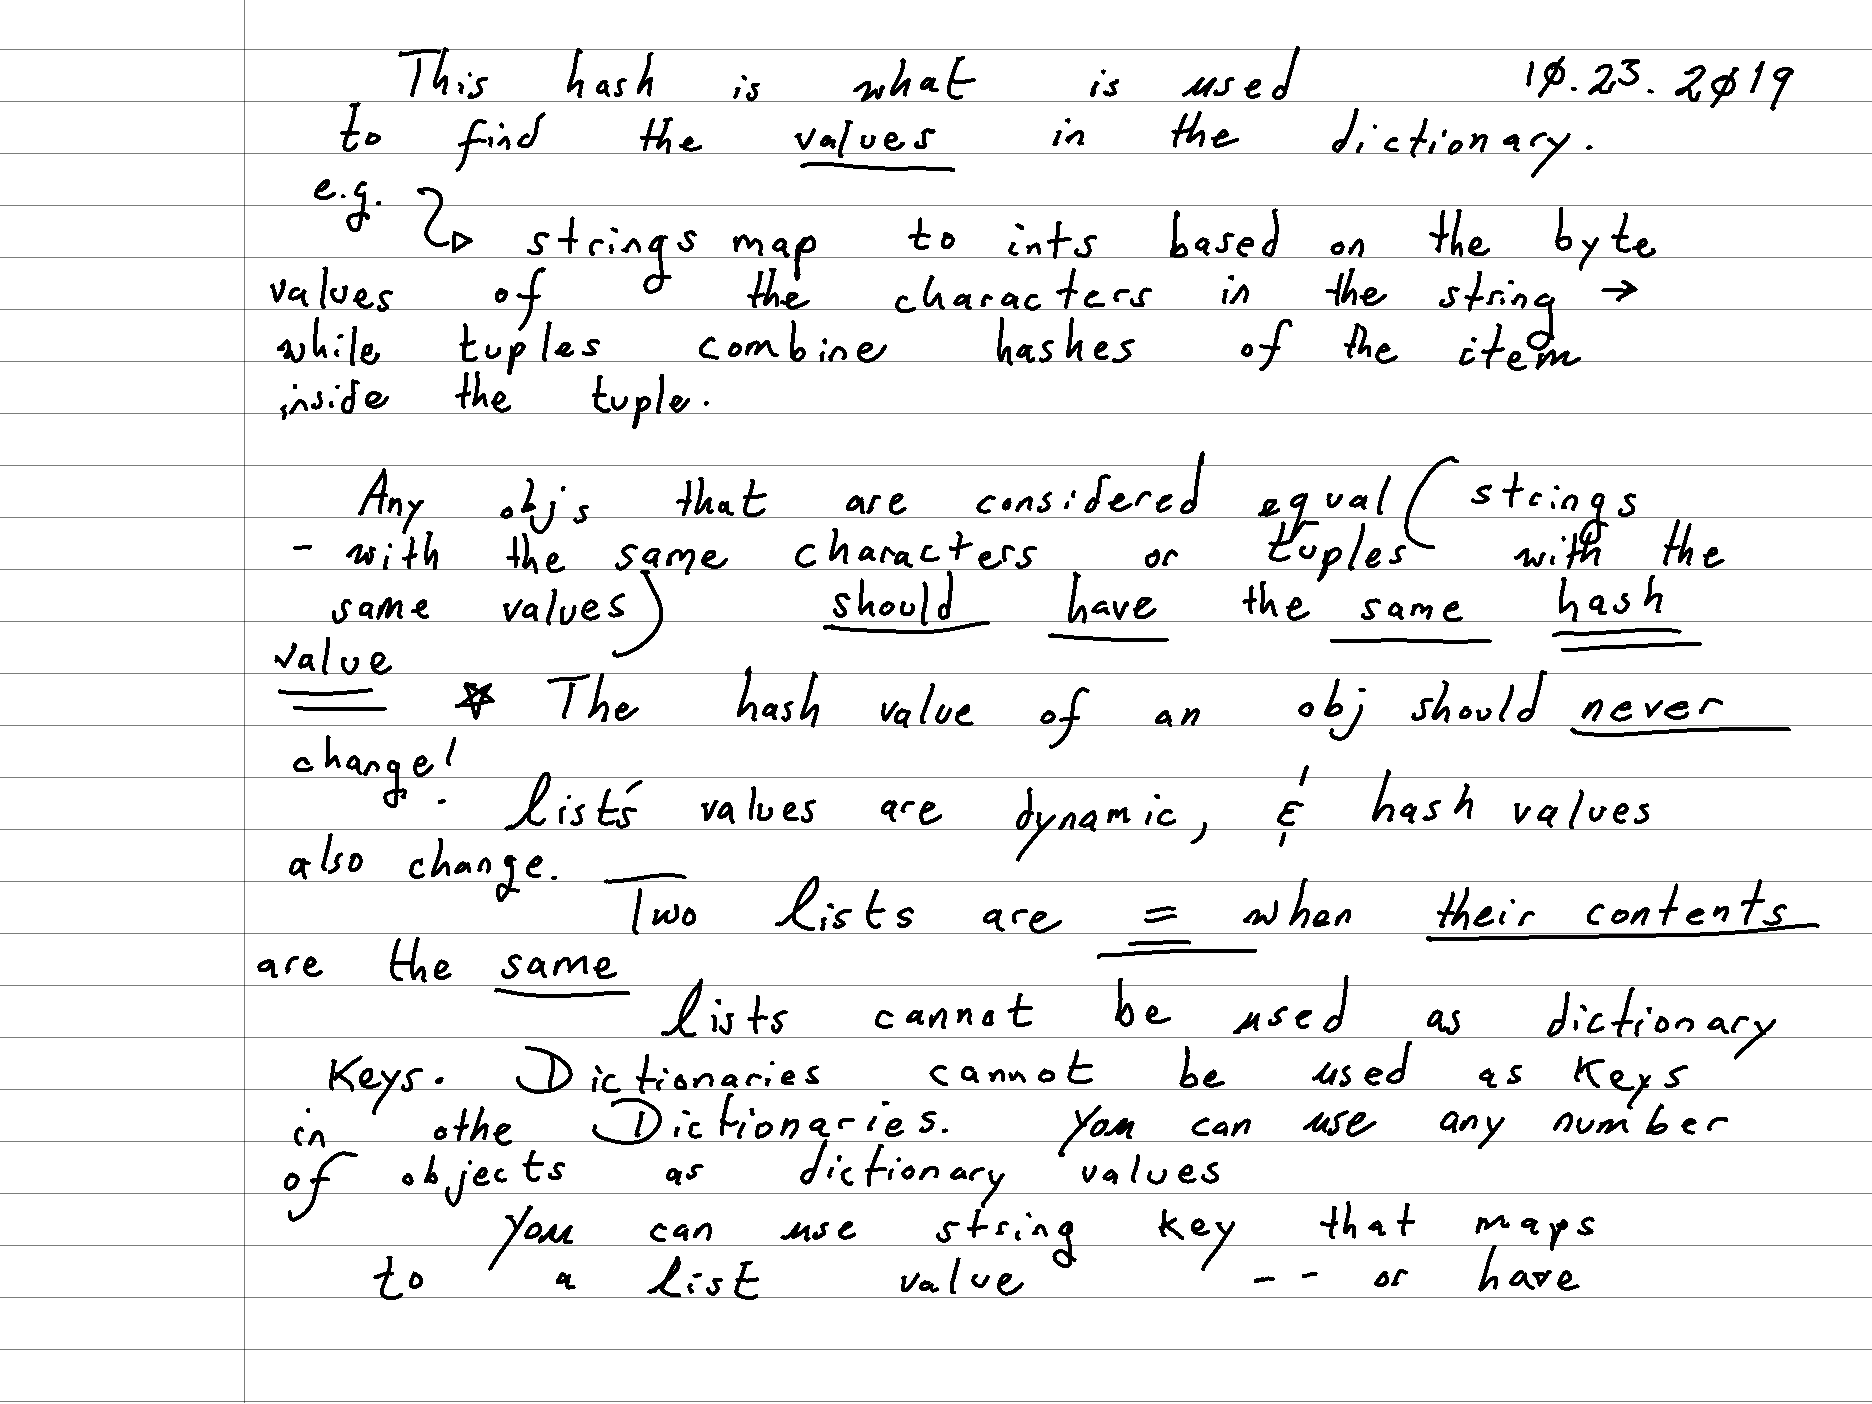 This hash is what is used 10.23.2019
to find the values in the dictionary.
e.g.
strings map to ints based on the byte
values of the characters in the string →
while tuples combine hashes of the item
inside the tuple.
Any objs that are considered equal (strings
- with the same characters or tuples with the
same values) should have the same hash
value ☆ The hash value of an obj should never
change!
list's values are dynamic, & hash values
also change.
Two lists are = when their contents
are the same
lists cannot be used as dictionary
Keys. Dictionaries cannot be used as Keys
in othe Dictionaries. You can use any number
of objects as dictionary values
You can use string key that maps
to a list value -- or have